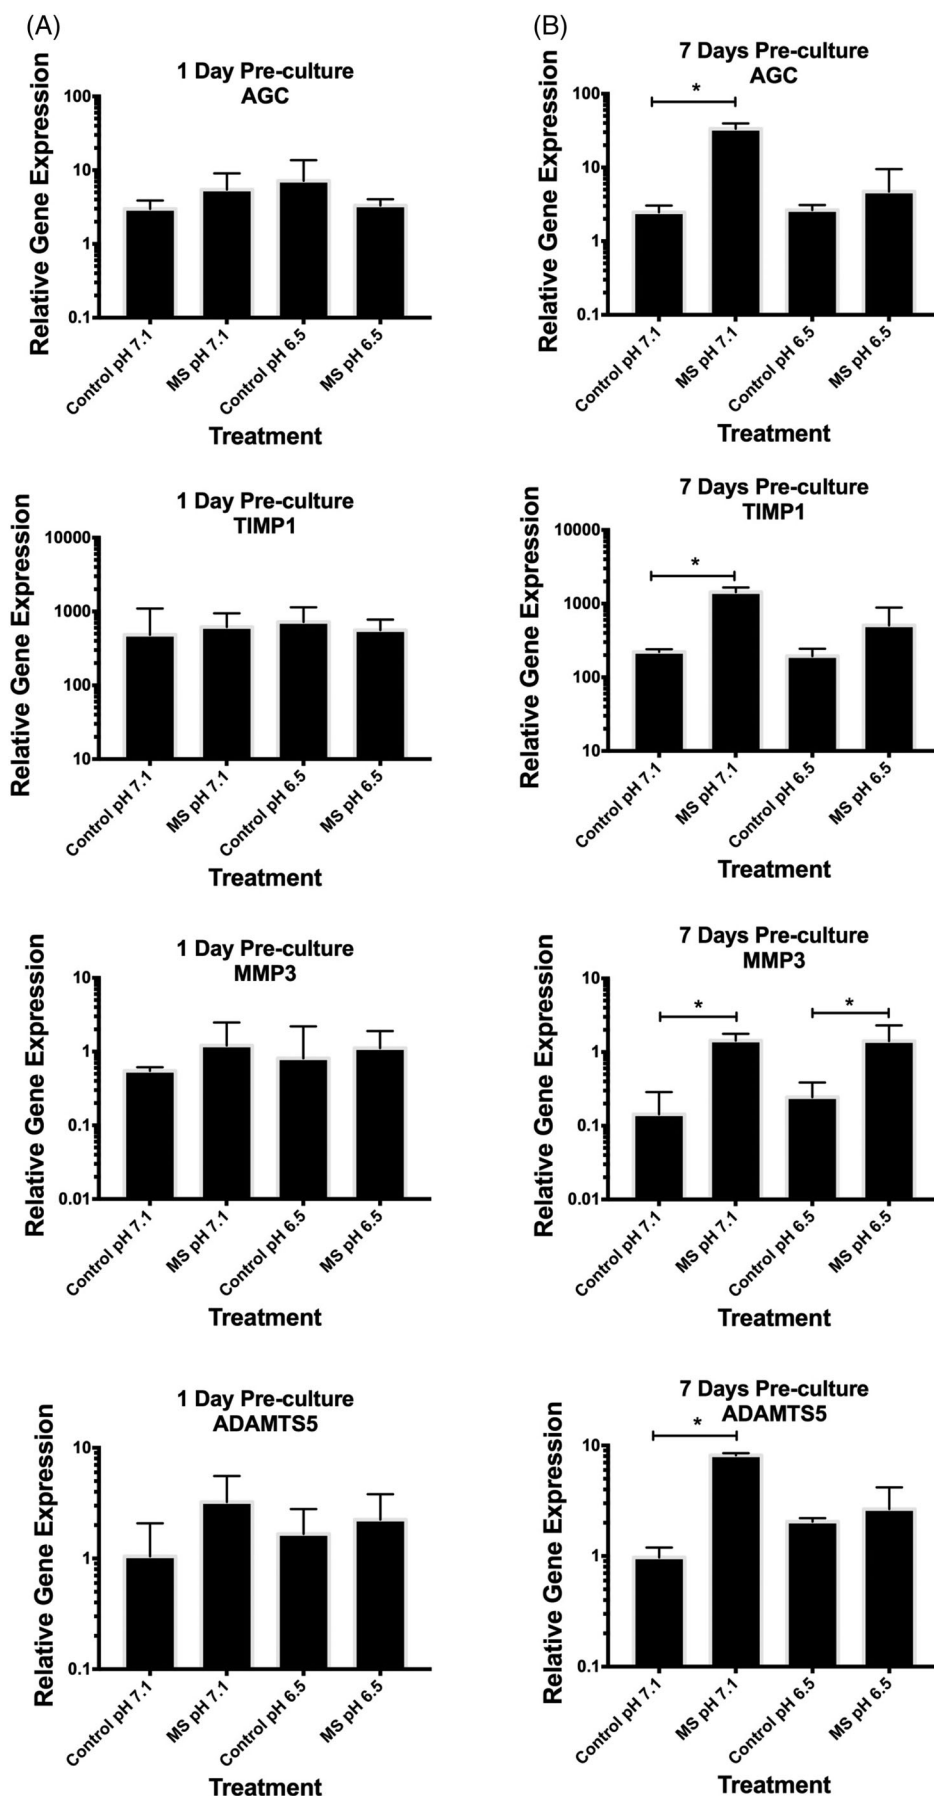 (A)
1 Day Pre-culture
AGC
Relative Gene Expression
100
10
1
0.1
Control pH 7.1
MS pH 7.1
Control pH 6.5
MS pH 6.5
Treatment
(B)
7 Days Pre-culture
AGC
Relative Gene Expression
100
10
1
0.1
*
Control pH 7.1
MS pH 7.1
Control pH 6.5
MS pH 6.5
Treatment
1 Day Pre-culture
TIMP1
Relative Gene Expression
10000
1000
100
10
Control pH 7.1
MS pH 7.1
Control pH 6.5
MS pH 6.5
Treatment
7 Days Pre-culture
TIMP1
Relative Gene Expression
10000
1000
100
10
*
Control pH 7.1
MS pH 7.1
Control pH 6.5
MS pH 6.5
Treatment
1 Day Pre-culture
MMP3
Relative Gene Expression
10
1
0.1
0.01
Control pH 7.1
MS pH 7.1
Control pH 6.5
MS pH 6.5
Treatment
7 Days Pre-culture
MMP3
Relative Gene Expression
10
1
0.1
0.01
*
*
Control pH 7.1
MS pH 7.1
Control pH 6.5
MS pH 6.5
Treatment
1 Day Pre-culture
ADAMTS5
Relative Gene Expression
10
1
0.1
Control pH 7.1
MS pH 7.1
Control pH 6.5
MS pH 6.5
Treatment
7 Days Pre-culture
ADAMTS5
Relative Gene Expression
10
1
0.1
*
Control pH 7.1
MS pH 7.1
Control pH 6.5
MS pH 6.5
Treatment